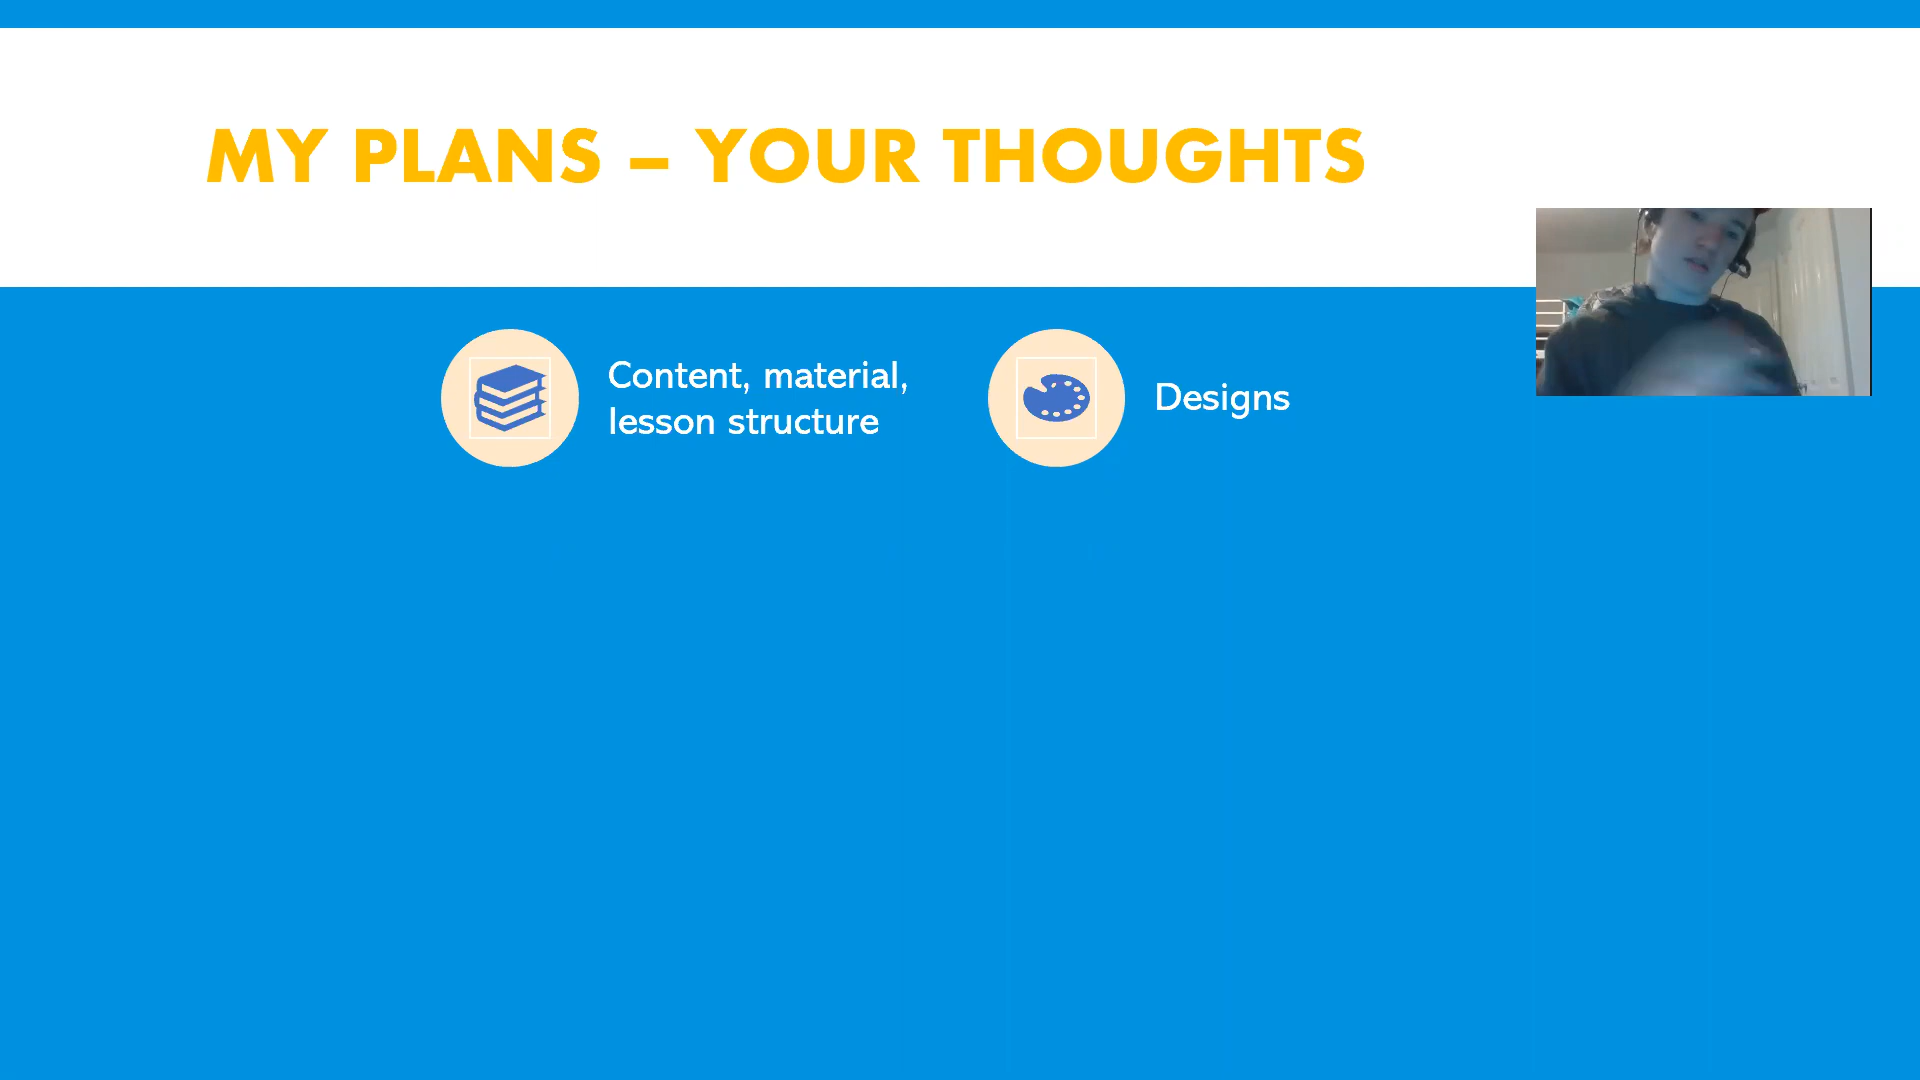 MY PLANS – YOUR THOUGHTS
Content, material,
lesson structure
Designs